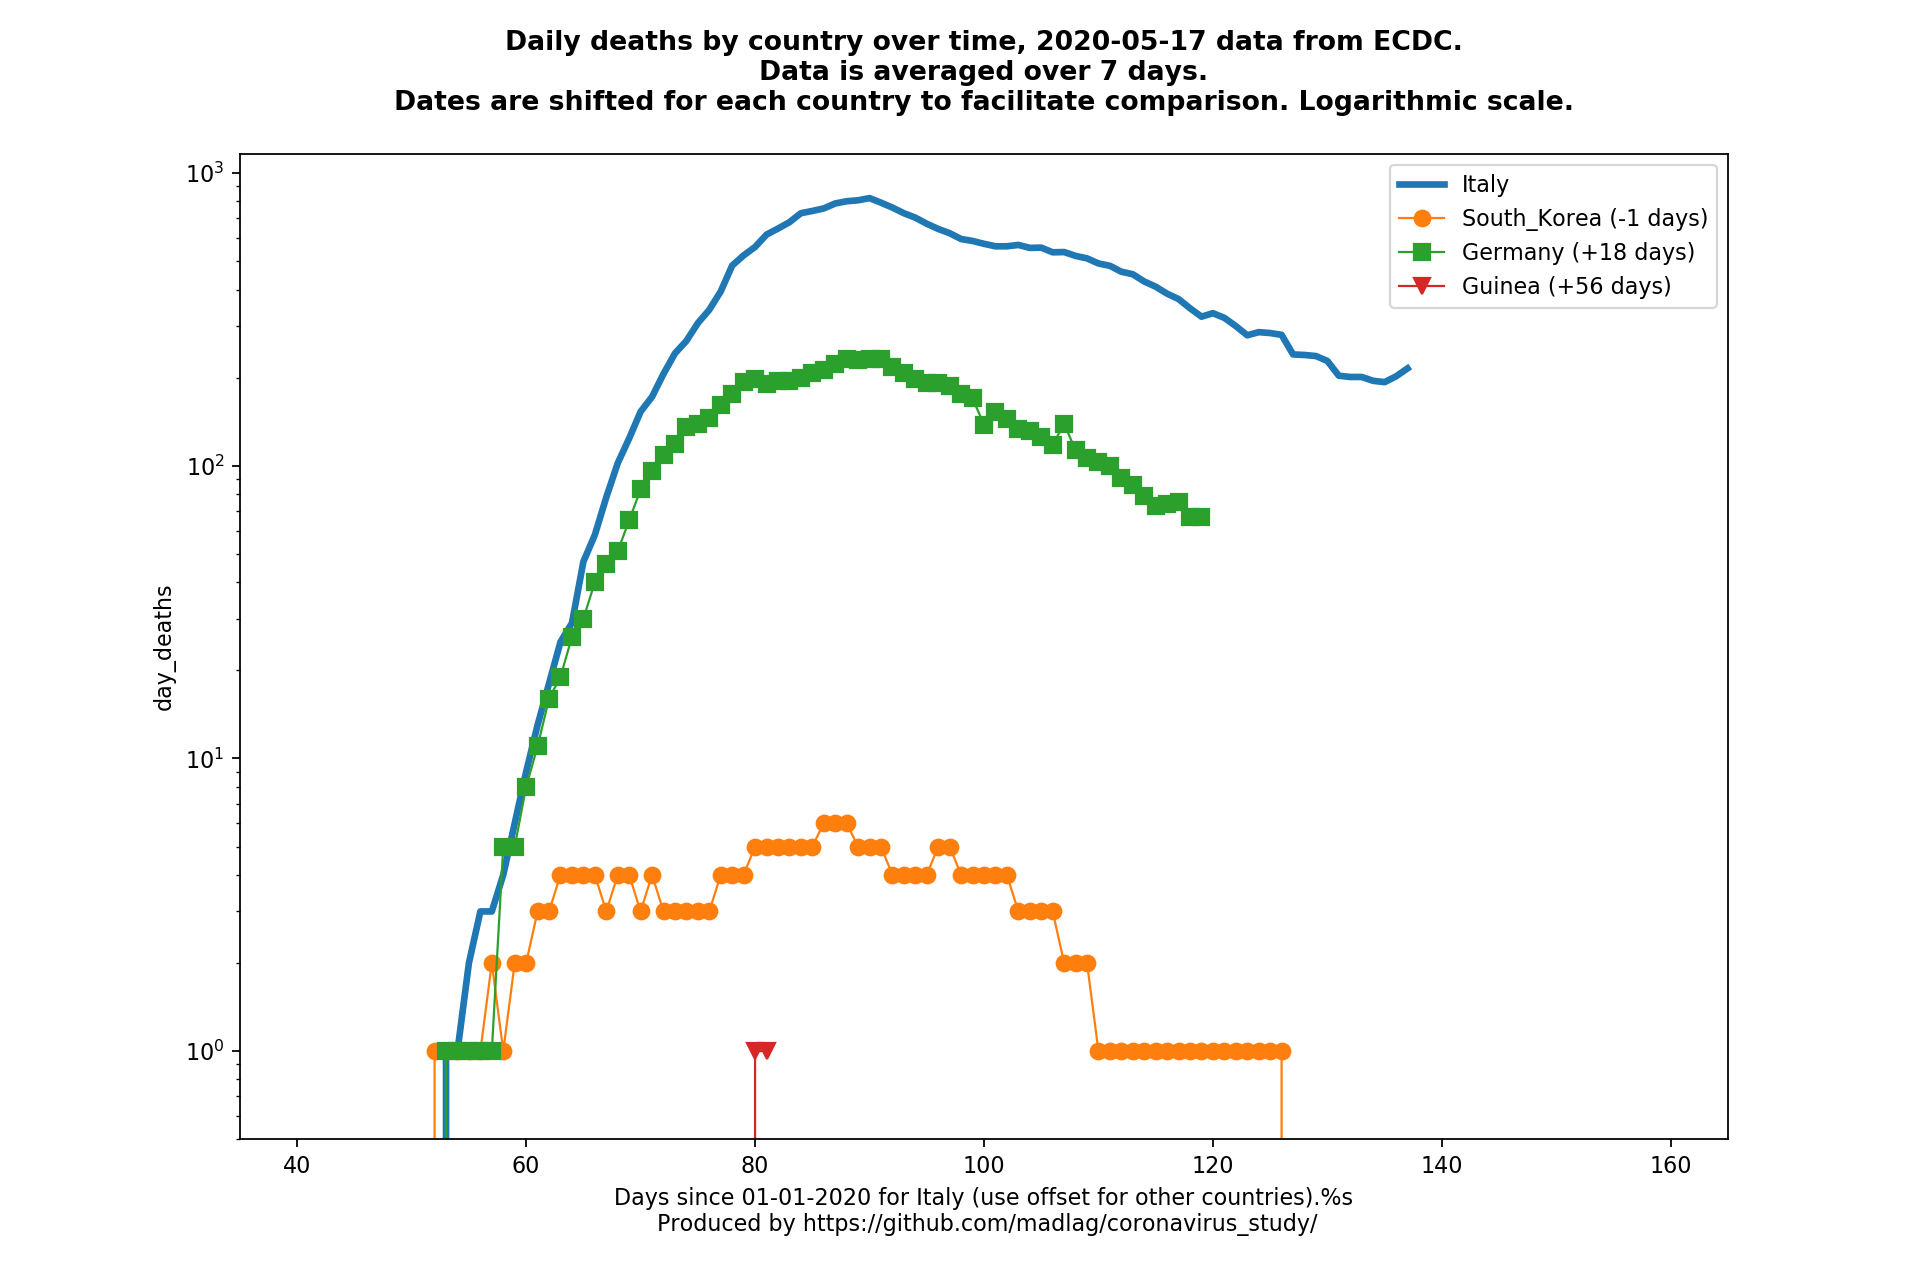 Daily deaths by country over time, 2020-05-17 data from ECDC.
Data is averaged over 7 days.
Dates are shifted for each country to facilitate comparison. Logarithmic scale.
10³
10²
10¹
10⁰
day_deaths
Italy
South_Korea (-1 days)
Germany (+18 days)
Guinea (+56 days)
40 60 80 100 120 140 160
Days since 01-01-2020 for Italy (use offset for other countries).%s
Produced by https://github.com/madlag/coronavirus_study/